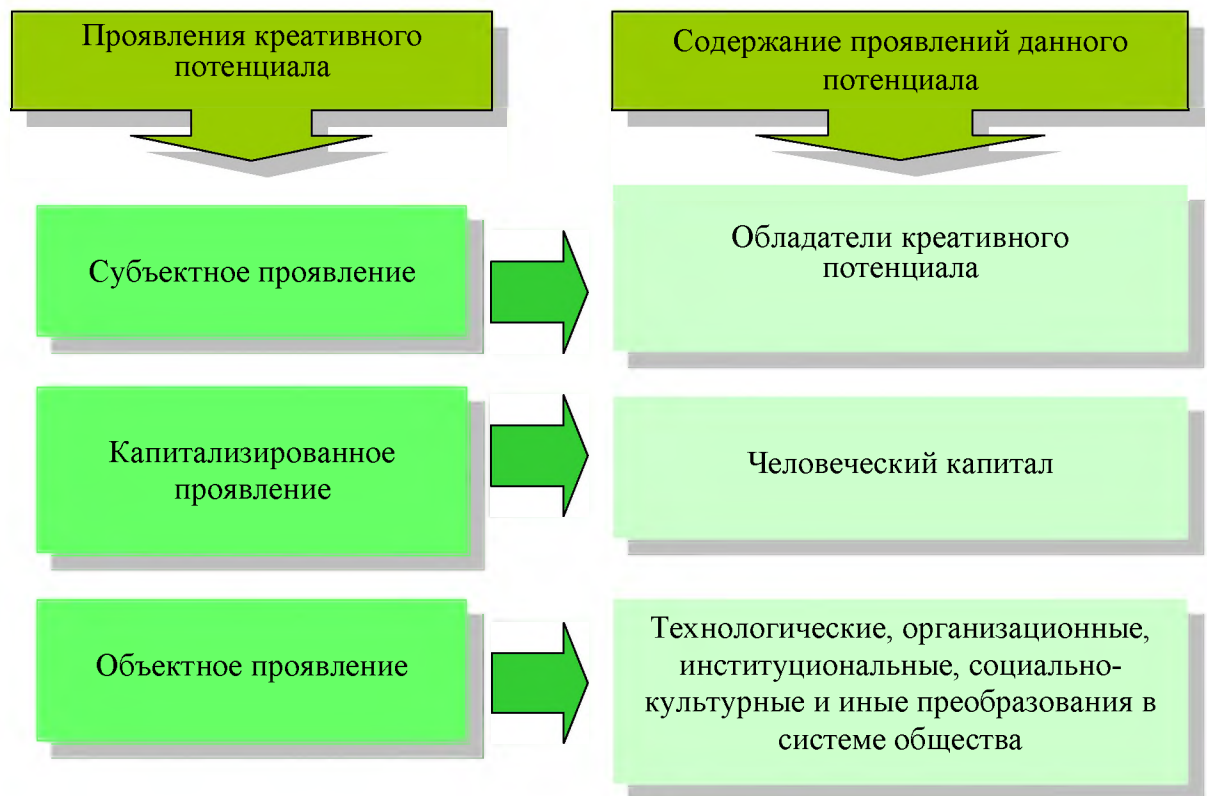 Проявления креативного
потенциала
Содержание проявлений данного
потенциала
Субъектное проявление
Обладатели креативного
потенциала
Капитализированное
проявление
Человеческий капитал
Объектное проявление
Технологические, организационные,
институциональные, социально-
культурные и иные преобразования в
системе общества